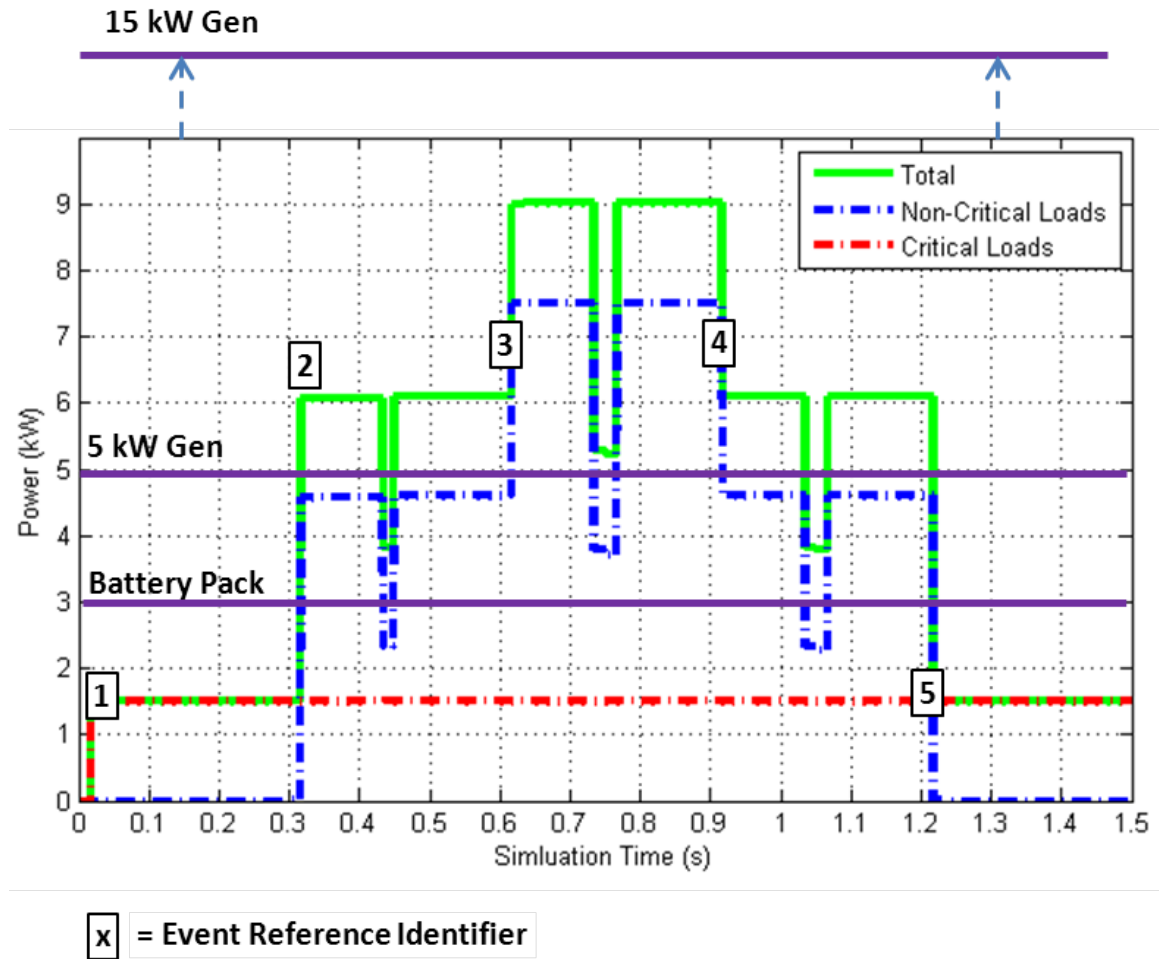 15 kW Gen
Total
Non-Critical Loads
Critical Loads
9
8
7
6
5
4
3
2
1
0
Power (kW)
2
3
4
5 kW Gen
Battery Pack
1
5
0 0.1 0.2 0.3 0.4 0.5 0.6 0.7 0.8 0.9 1 1.1 1.2 1.3 1.4 1.5
Simluation Time (s)
x = Event Reference Identifier